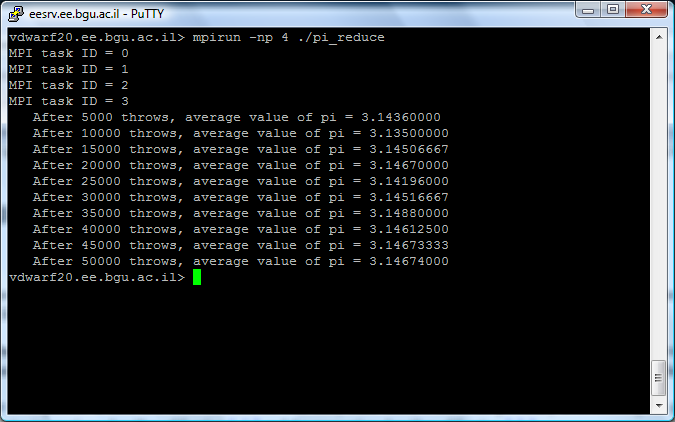 eesrv.ee.bgu.ac.il - PuTTY
vdwarf20.ee.bgu.ac.il> mpirun -np 4 ./pi_reduce
MPI task ID = 0
MPI task ID = 1
MPI task ID = 2
MPI task ID = 3
   After 5000 throws, average value of pi = 3.14360000
   After 10000 throws, average value of pi = 3.13500000
   After 15000 throws, average value of pi = 3.14506667
   After 20000 throws, average value of pi = 3.14670000
   After 25000 throws, average value of pi = 3.14196000
   After 30000 throws, average value of pi = 3.14516667
   After 35000 throws, average value of pi = 3.14880000
   After 40000 throws, average value of pi = 3.14612500
   After 45000 throws, average value of pi = 3.14673333
   After 50000 throws, average value of pi = 3.14674000
vdwarf20.ee.bgu.ac.il>